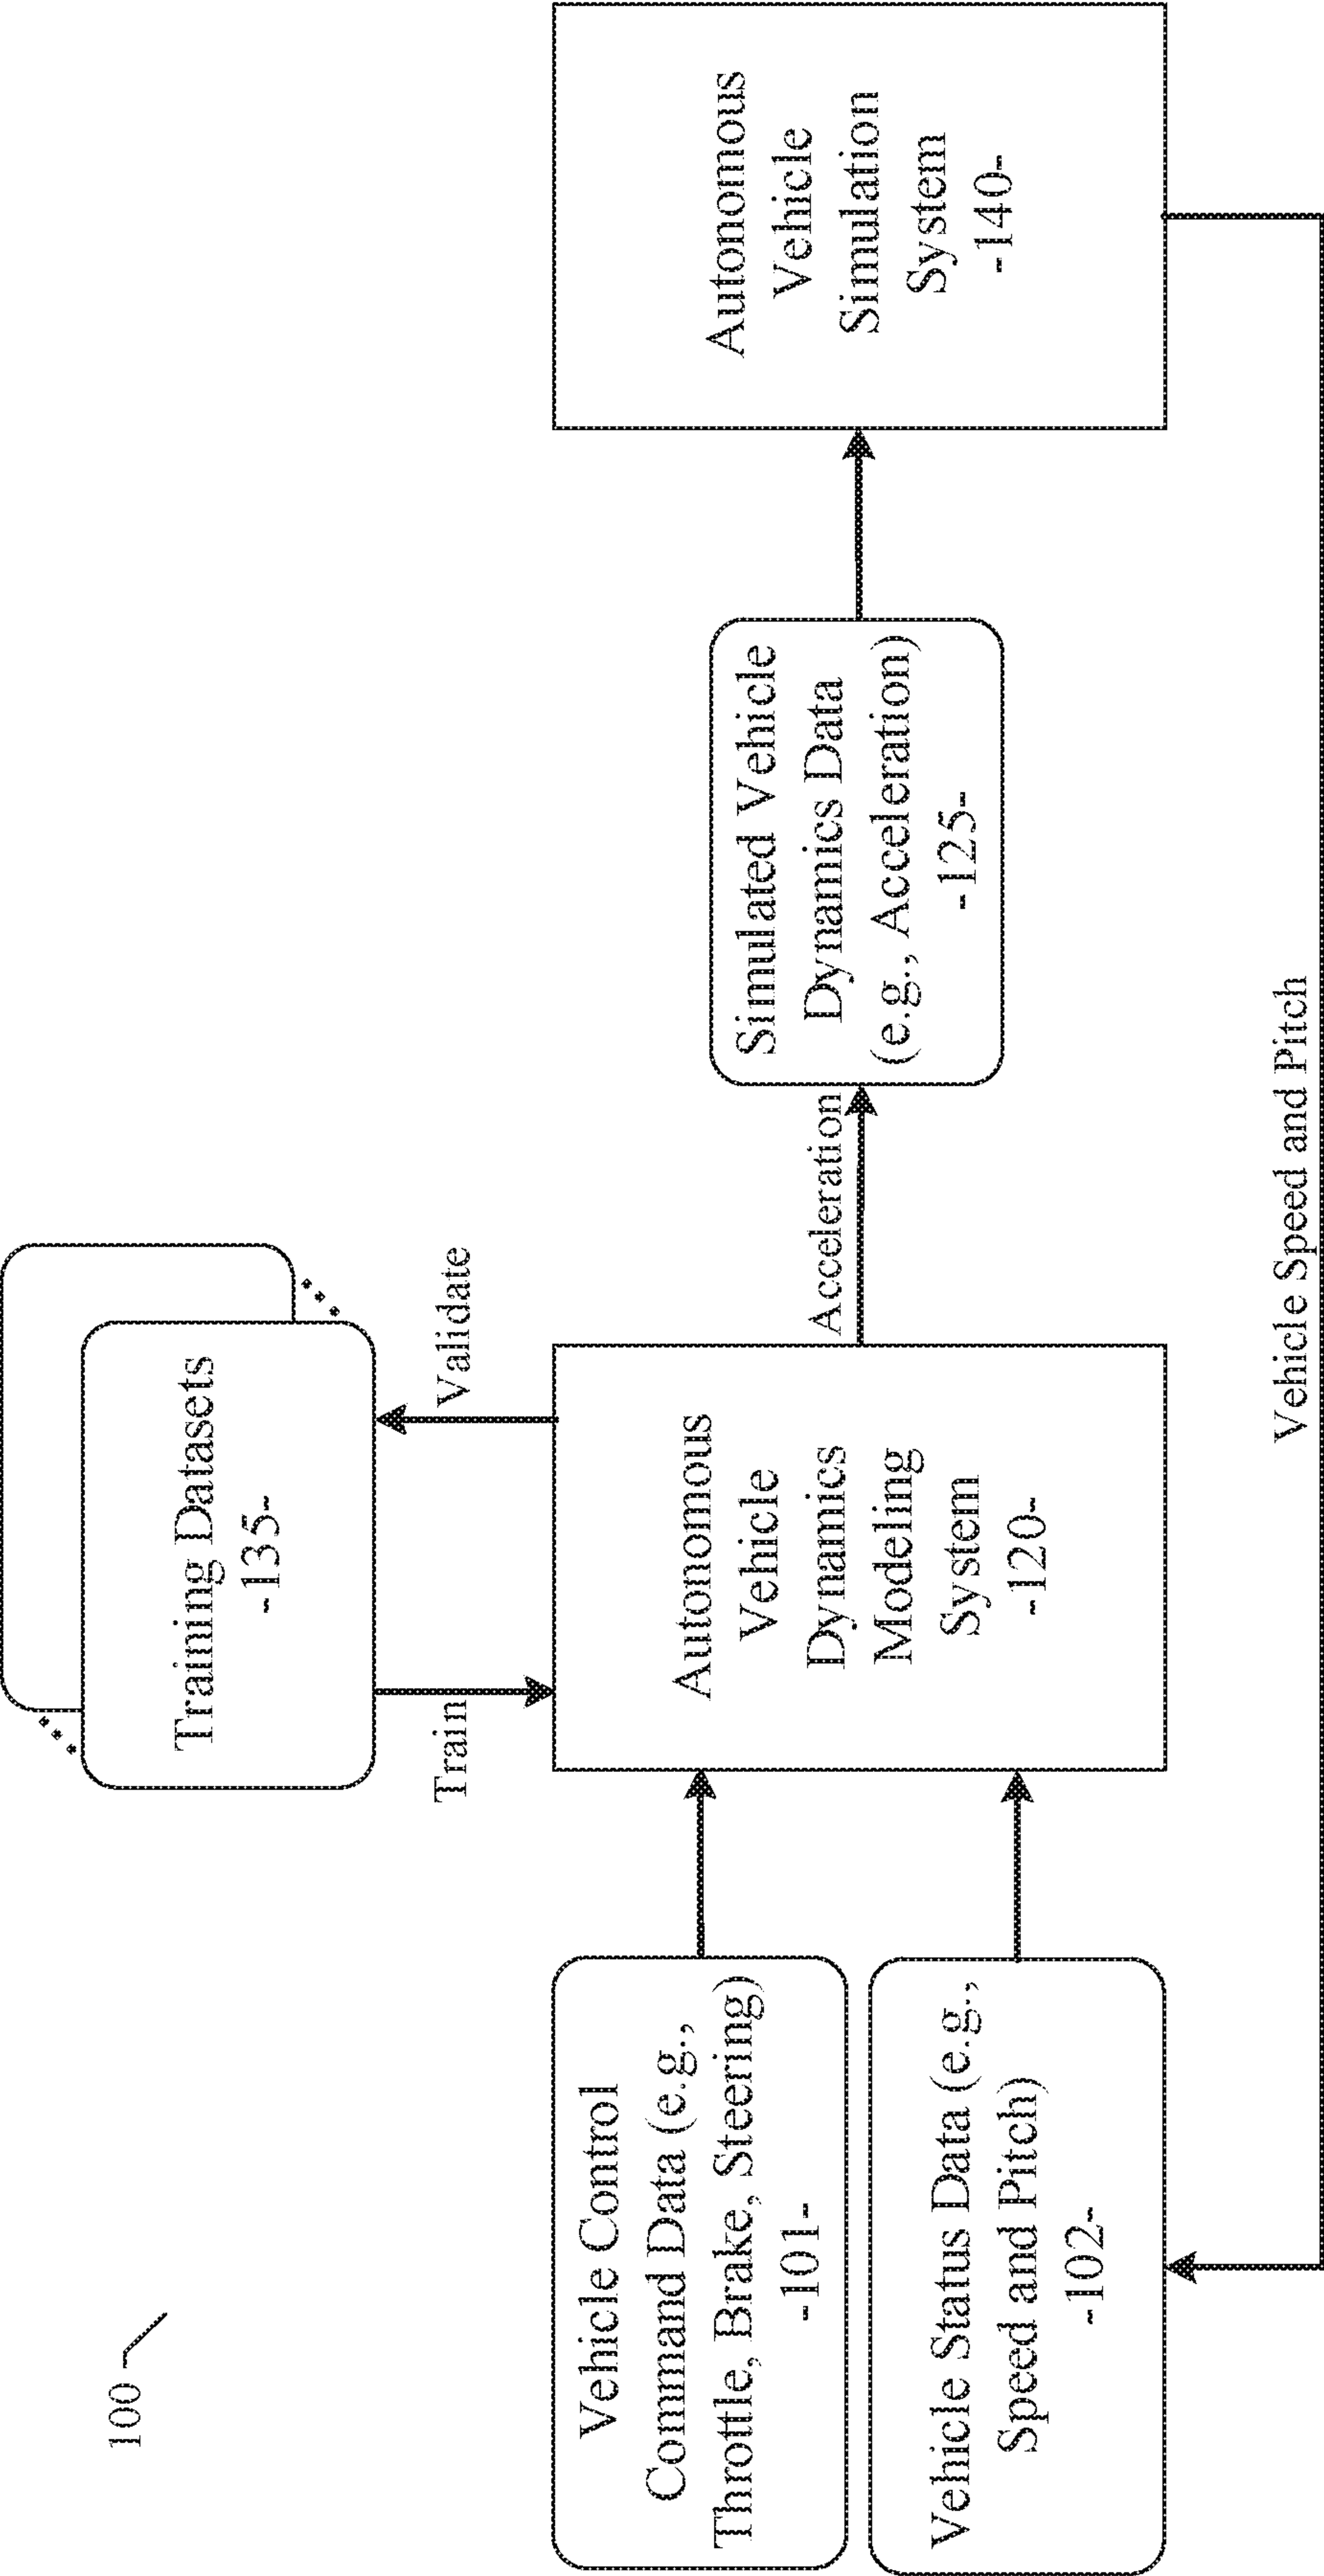 100
Training Datasets
-135-
Train
Validate
Vehicle Control
Command Data (e.g.,
Throttle, Brake, Steering)
-101-
Vehicle Status Data (e.g.,
Speed and Pitch)
-102-
Autonomous
Vehicle
Dynamics
Modeling
System
-120-
Acceleration
Simulated Vehicle
Dynamics Data
(e.g., Acceleration)
-125-
Autonomous
Vehicle
Simulation
System
-140-
Vehicle Speed and Pitch